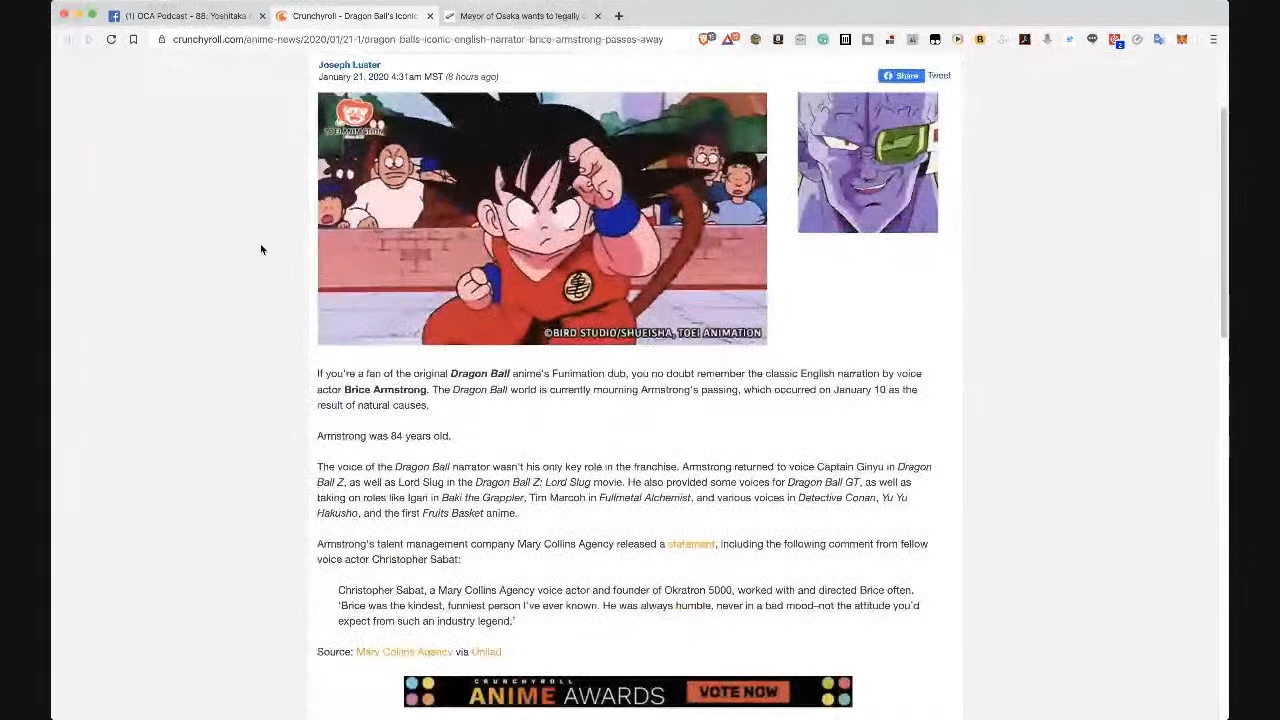 (1) OCA Podcast - 88: Yoshitaka
Crunchyroll - Dragon Ball's Iconic
Mayor of Osaka wants to legally c
crunchyroll.com/anime-news/2020/01/21-1/dragon-balls-iconic-english-narrator-brice-armstrong-passes-away
Joseph Luster
January 21, 2020 4:31am MST (8 hours ago)
Share Tweet
TOEI ANIMATION
©BIRD STUDIO/SHUEISHA, TOEI ANIMATION
If you're a fan of the original Dragon Ball anime's Funimation dub, you no doubt remember the classic English narration by voice
actor Brice Armstrong. The Dragon Ball world is currently mourning Armstrong's passing, which occurred on January 10 as the
result of natural causes.
Armstrong was 84 years old.
The voice of the Dragon Ball narrator wasn't his only key role in the franchise. Armstrong returned to voice Captain Ginyu in Dragon
Ball Z, as well as Lord Slug in the Dragon Ball Z: Lord Slug movie. He also provided some voices for Dragon Ball GT, as well as
taking on roles like Igari in Baki the Grappler, Tim Marcoh in Fullmetal Alchemist, and various voices in Detective Conan, Yu Yu
Hakusho, and the first Fruits Basket anime.
Armstrong's talent management company Mary Collins Agency released a statement, including the following comment from fellow
voice actor Christopher Sabat:
Christopher Sabat, a Mary Collins Agency voice actor and founder of Okratron 5000, worked with and directed Brice often.
'Brice was the kindest, funniest person I've ever known. He was always humble, never in a bad mood–not the attitude you'd
expect from such an industry legend.'
Source: Mary Collins Agency via Unilad
CRUNCHYROLL
ANIME AWARDS VOTE NOW